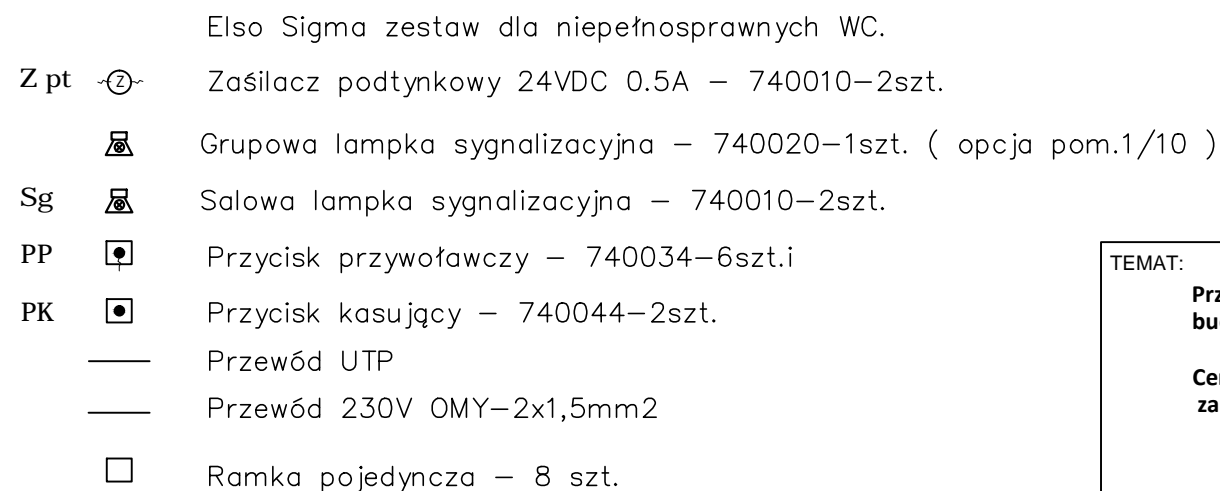 Elso Sigma zestaw dla niepełnosprawnych WC.
Z pt Z Zaśilacz podtynkowy 24VDC 0.5A – 740010–2szt.
Grupowa lampka sygnalizacyjna – 740020–1szt. ( opcja pom.1/10 )
Sg Salowa lampka sygnalizacyjna – 740010–2szt.
PP Przycisk przywoławczy – 740034–6szt.i
PK Przycisk kasujący – 740044–2szt.
Przewód UTP
Przewód 230V OMY–2x1,5mm2
Ramka pojedyncza – 8 szt.
TEMAT: